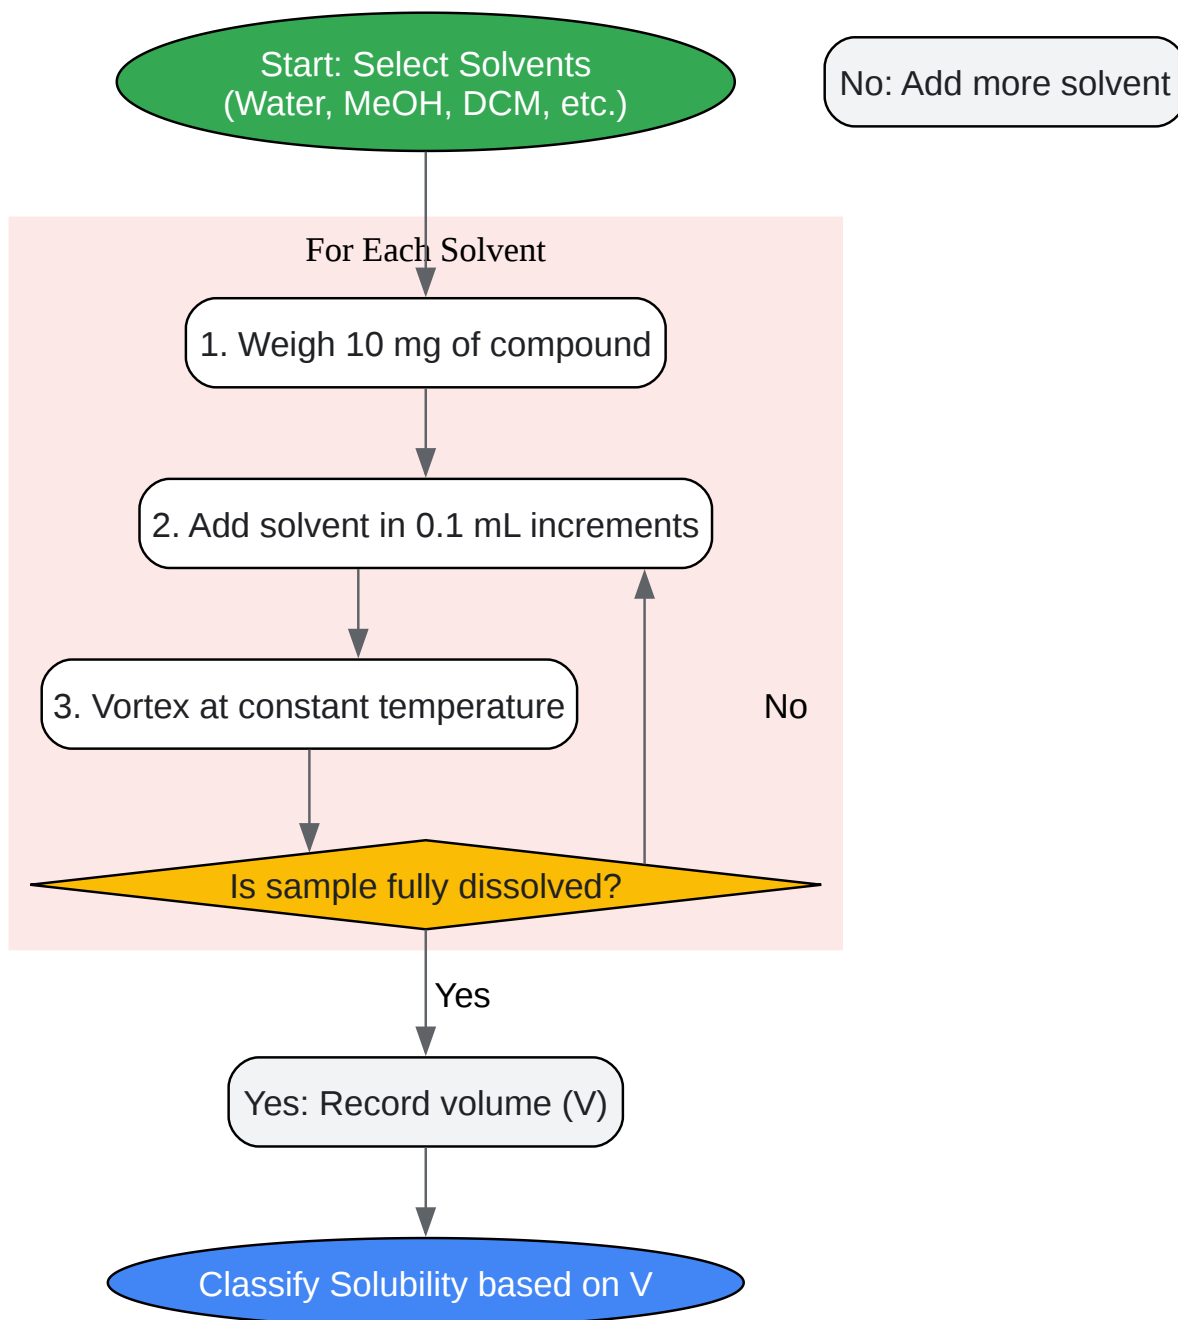 Start: Select Solvents
(Water, MeOH, DCM, etc.)
No: Add more solvent
For Each Solvent
1. Weigh 10 mg of compound
2. Add solvent in 0.1 mL increments
3. Vortex at constant temperature
No
Is sample fully dissolved?
Yes
Yes: Record volume (V)
Classify Solubility based on V